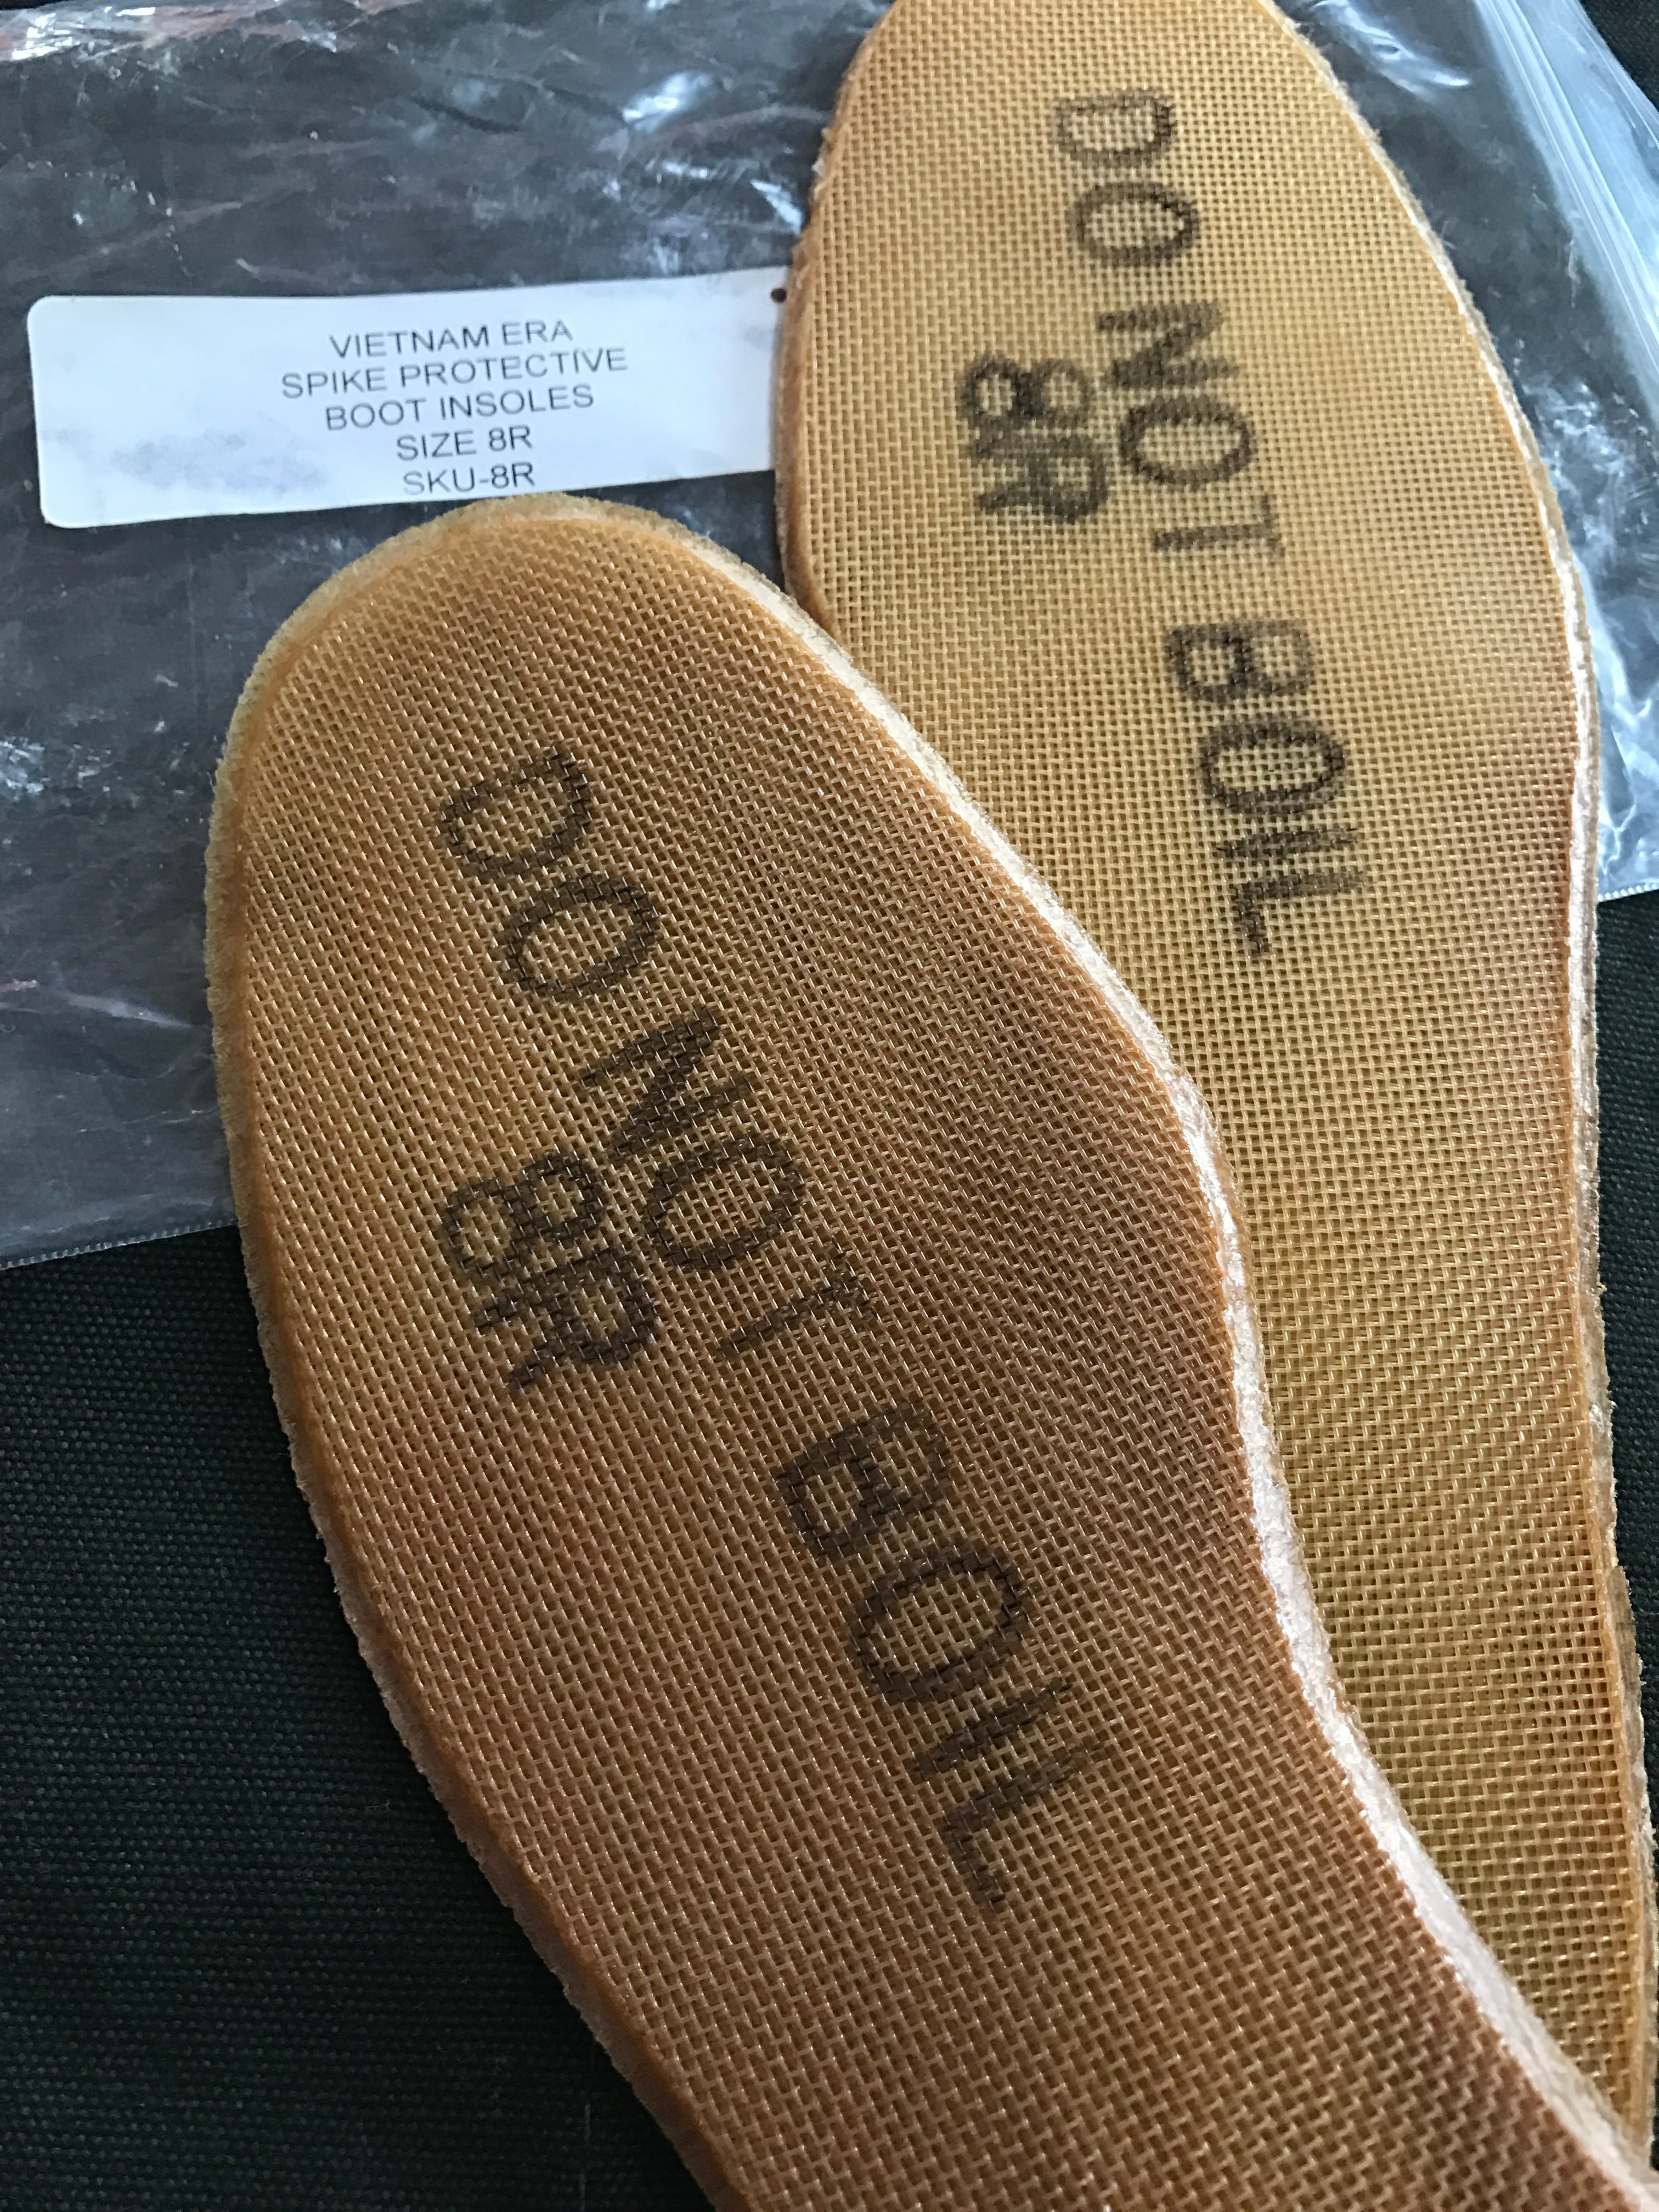 VIETNAM ERA
SPIKE PROTECTIVE
BOOT INSOLES
SIZE 8R
SKU-8R
DO NOT BOIL
8R
DO NOT BOIL
8R